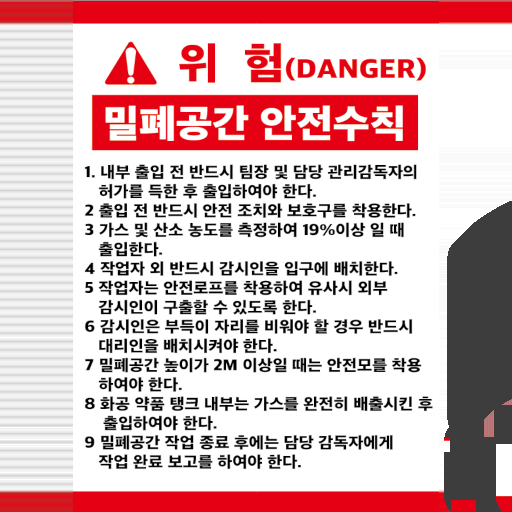 위 험(DANGER)
밀폐공간 안전수칙
1. 내부 출입 전 반드시 팀장 및 담당 관리감독자의
허가를 득한 후 출입하여야 한다.
2 출입 전 반드시 안전 조치와 보호구를 착용한다.
3 가스 및 산소 농도를 측정하여 19%이상 일 때
출입한다.
4 작업자 외 반드시 감시인을 입구에 배치한다.
5 작업자는 안전로프를 착용하여 유사시 외부
감시인이 구출할 수 있도록 한다.
6 감시인은 부득이 자리를 비워야 할 경우 반드시
대리인을 배치시켜야 한다.
7 밀폐공간 높이가 2M 이상일 때는 안전모를 착용
하여야 한다.
8 화공 약품 탱크 내부는 가스를 완전히 배출시킨 후
출입하여야 한다.
9 밀폐공간 작업 종료 후에는 담당 감독자에게
작업 완료 보고를 하여야 한다.